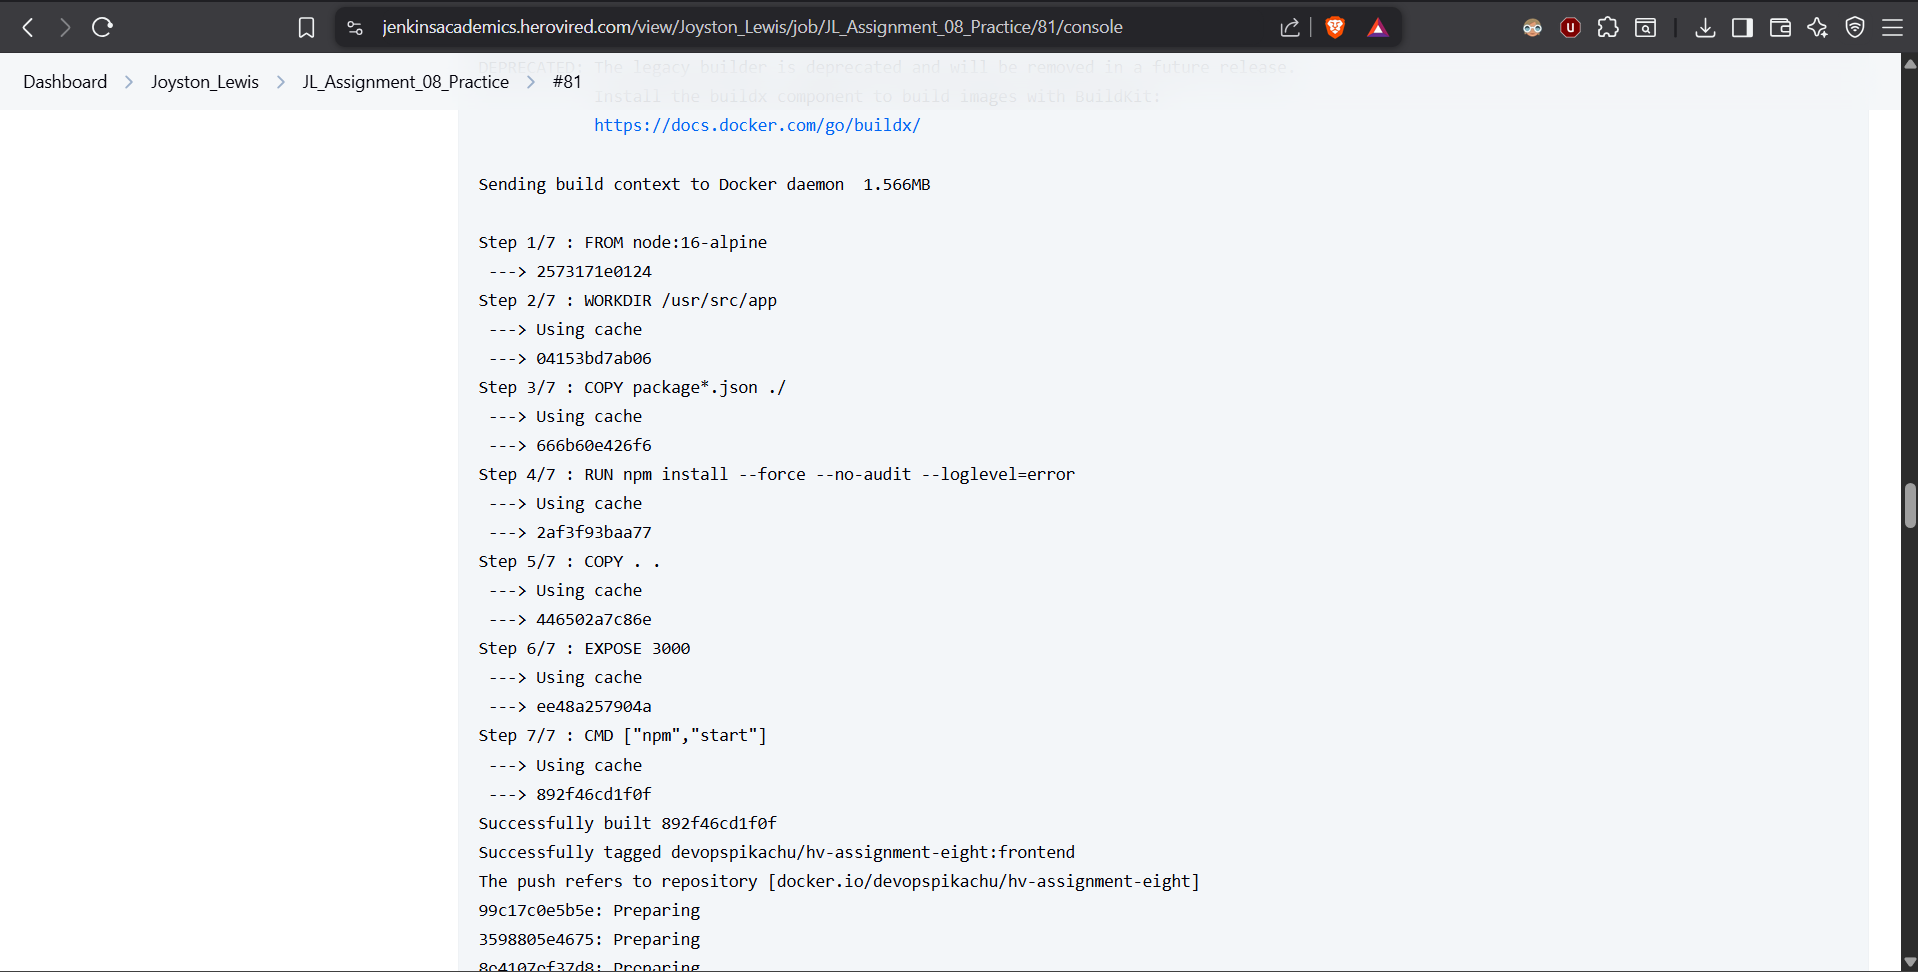 jenkinsacademics.herovired.com/view/Joyston_Lewis/job/JL_Assignment_08_Practice/81/console
DEPRECATED: The legacy builder is deprecated and will be removed in a future release.
Dashboard > Joyston_Lewis > JL_Assignment_08_Practice > #81
Install the buildx component to build images with BuildKit:
https://docs.docker.com/go/buildx/
Sending build context to Docker daemon  1.566MB
Step 1/7 : FROM node:16-alpine
---> 2573171e0124
Step 2/7 : WORKDIR /usr/src/app
---> Using cache
---> 04153bd7ab06
Step 3/7 : COPY package*.json ./
---> Using cache
---> 666b60e426f6
Step 4/7 : RUN npm install --force --no-audit --loglevel=error
---> Using cache
---> 2af3f93baa77
Step 5/7 : COPY . .
---> Using cache
---> 446502a7c86e
Step 6/7 : EXPOSE 3000
---> Using cache
---> ee48a257904a
Step 7/7 : CMD ["npm","start"]
---> Using cache
---> 892f46cd1f0f
Successfully built 892f46cd1f0f
Successfully tagged devopspikachu/hv-assignment-eight:frontend
The push refers to repository [docker.io/devopspikachu/hv-assignment-eight]
99c17c0e5b5e: Preparing
3598805e4675: Preparing
8e4107ef37d8: Preparing